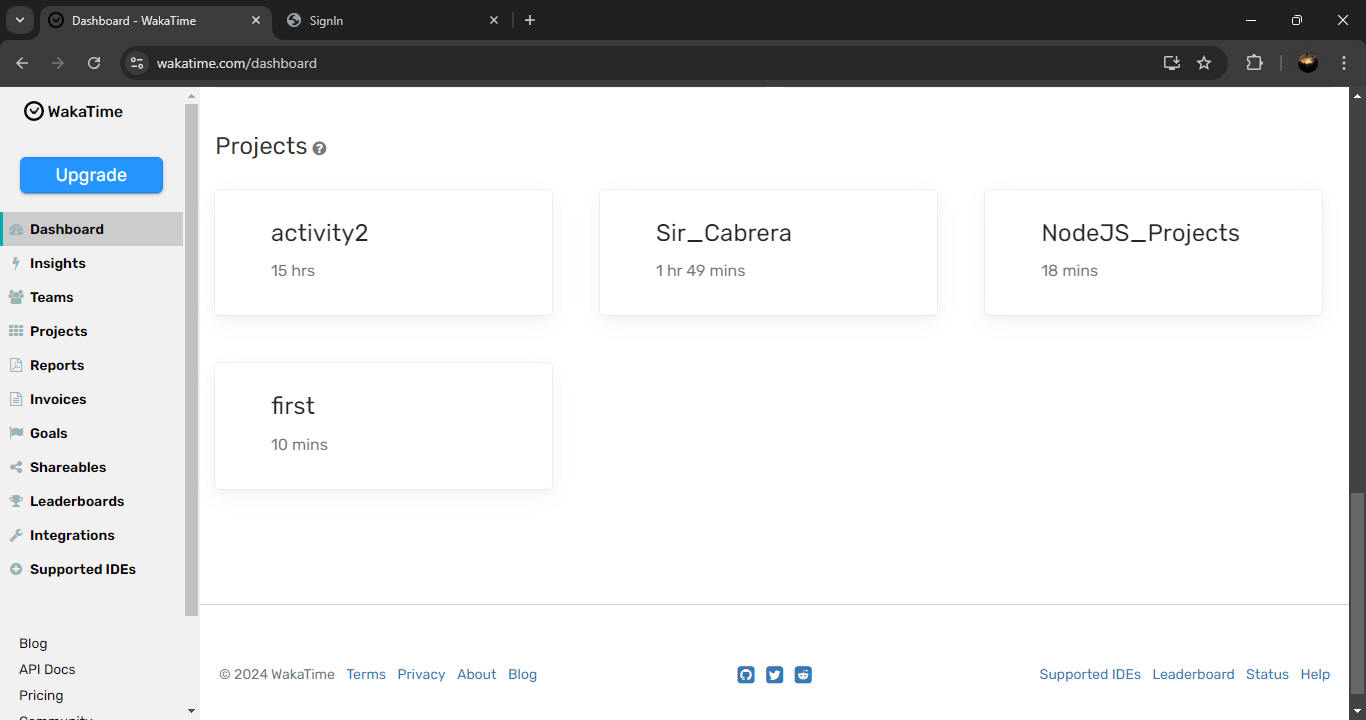 Dashboard - WakaTime
SignIn
wakatime.com/dashboard
WakaTime
Upgrade
Dashboard
Insights
Teams
Projects
Reports
Invoices
Goals
Shareables
Leaderboards
Integrations
Supported IDEs
Blog
API Docs
Pricing
Community
Projects
activity2
15 hrs
Sir_Cabrera
1 hr 49 mins
NodeJS_Projects
18 mins
first
10 mins
© 2024 WakaTime Terms Privacy About Blog
Supported IDEs Leaderboard Status Help